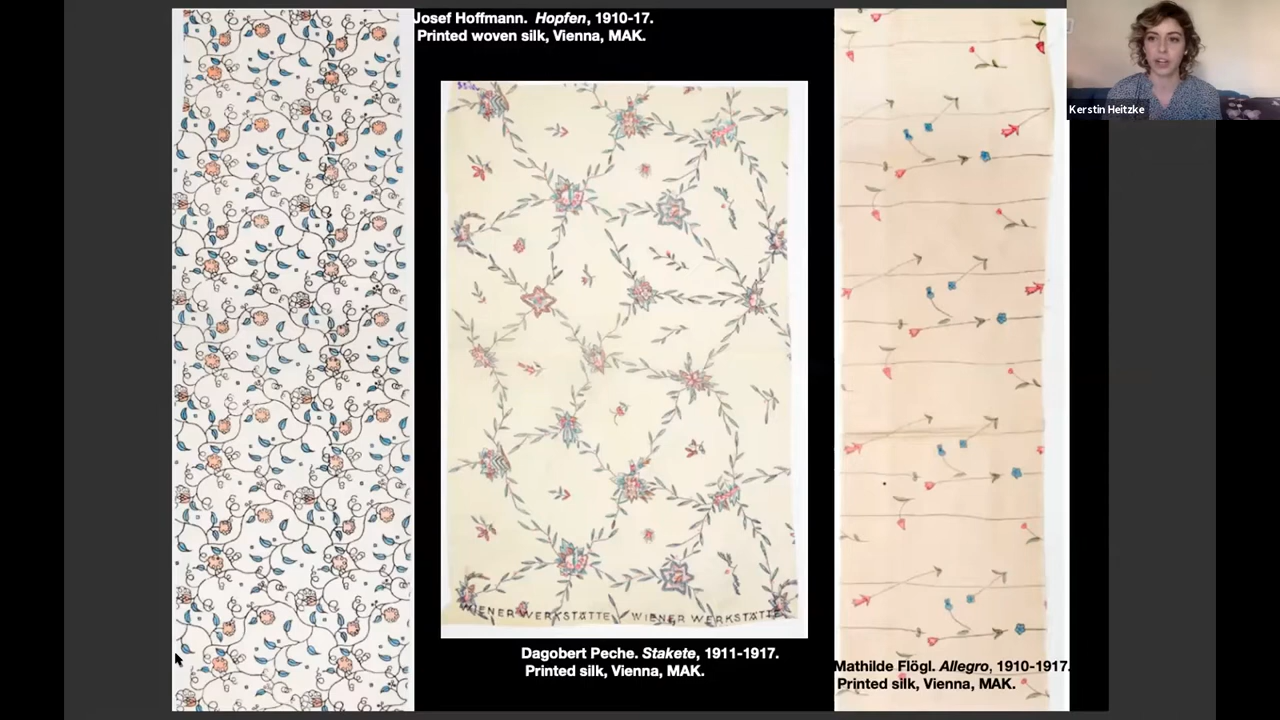 Josef Hoffmann. Hopfen, 1910-17.
Printed woven silk, Vienna, MAK.
Kerstin Heitzke
WIENER WERKSTÄTTE WIENER WERKSTÄTTE
Dagobert Peche. Stakete, 1911-1917.
Printed silk, Vienna, MAK.
Mathilde Flögl. Allegro, 1910-1917.
Printed silk, Vienna, MAK.